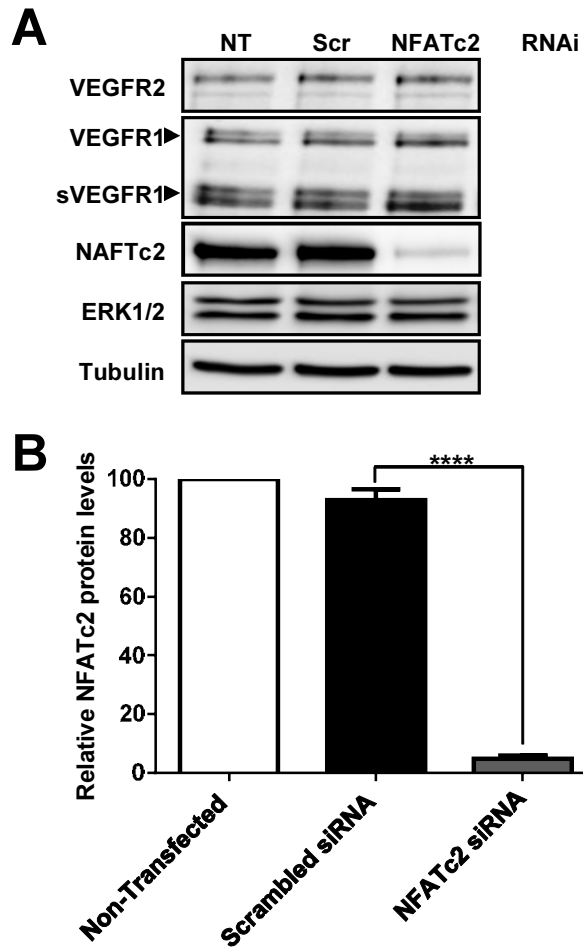 A
NT Scr NFATc2 RNAi
VEGFR2
VEGFR1
sVEGFR1
NAFTc2
ERK1/2
Tubulin
B
Relative NFATc2 protein levels
****
100
80
60
40
20
0
Non-Transfected
Scrambled siRNA
NFATc2 siRNA